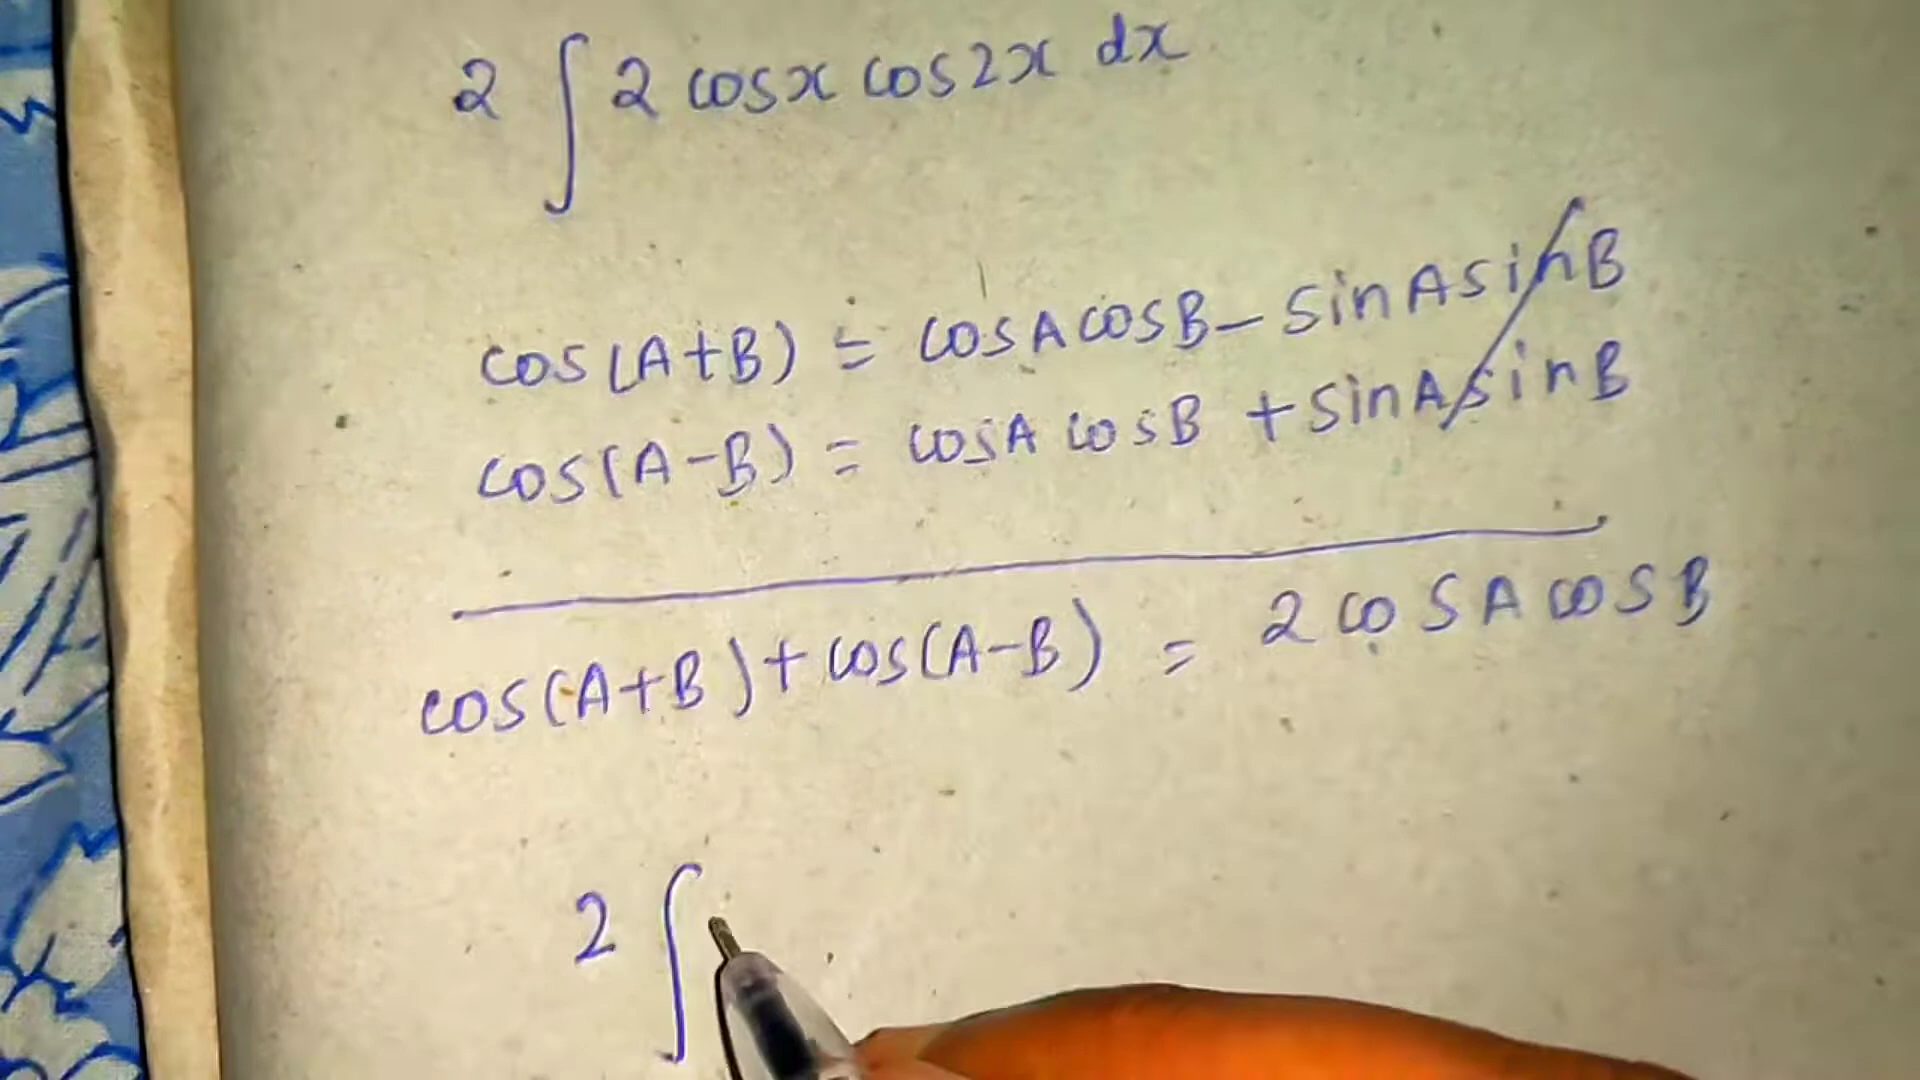 2 ∫ 2 cosx cos2x dx
cos(A+B) = cosA cosB - sinA sinB
cos(A-B) = cosA cosB + sinA sinB
cos(A+B)+cos(A-B) = 2 cosA cosB
2 ∫